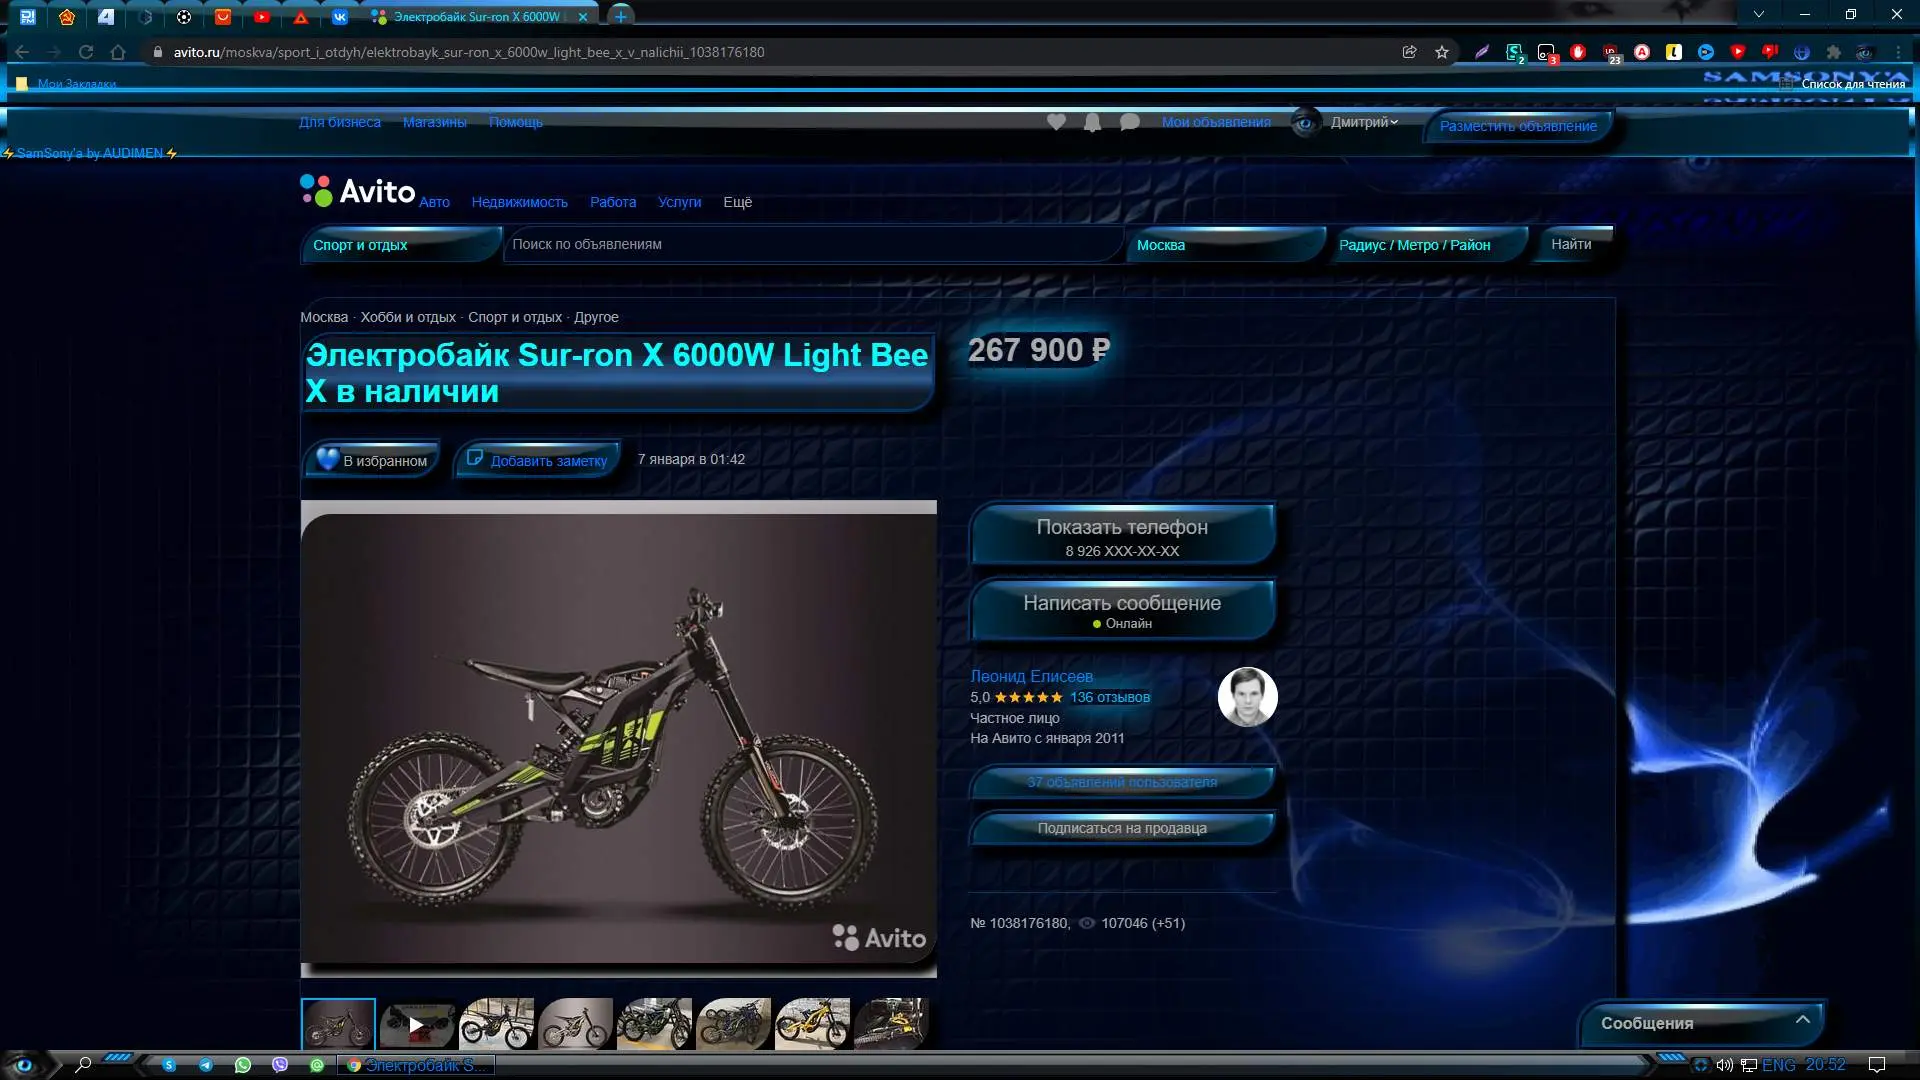 Электробайк Sur-ron X 6000W
avito.ru/moskva/sport_i_otdyh/elektrobayk_sur-ron_x_6000w_light_bee_x_v_nalichii_1038176180
2
3
23
Мои Закладки
SAMSONY'A
Список для чтения
Для бизнеса Магазины Помощь
Мои объявления Дмитрий Разместить объявление
⚡SamSony'a by AUDIMEN⚡
Avito Авто Недвижимость Работа Услуги Ещё
Спорт и отдых Поиск по объявлениям Москва Радиус / Метро / Район Найти
Москва · Хобби и отдых · Спорт и отдых · Другое
Электробайк Sur-ron X 6000W Light Bee
X в наличии
267 900 ₽
В избранном Добавить заметку 7 января в 01:42
Показать телефон
8 926 XXX-XX-XX
Написать сообщение
Онлайн
Леонид Елисеев
5,0 ★★★★★ 136 отзывов
Частное лицо
На Авито с января 2011
37 объявлений пользователя
Подписаться на продавца
№ 1038176180, 107046 (+51)
Avito
Сообщения
Электробайк S...
ENG 20:52